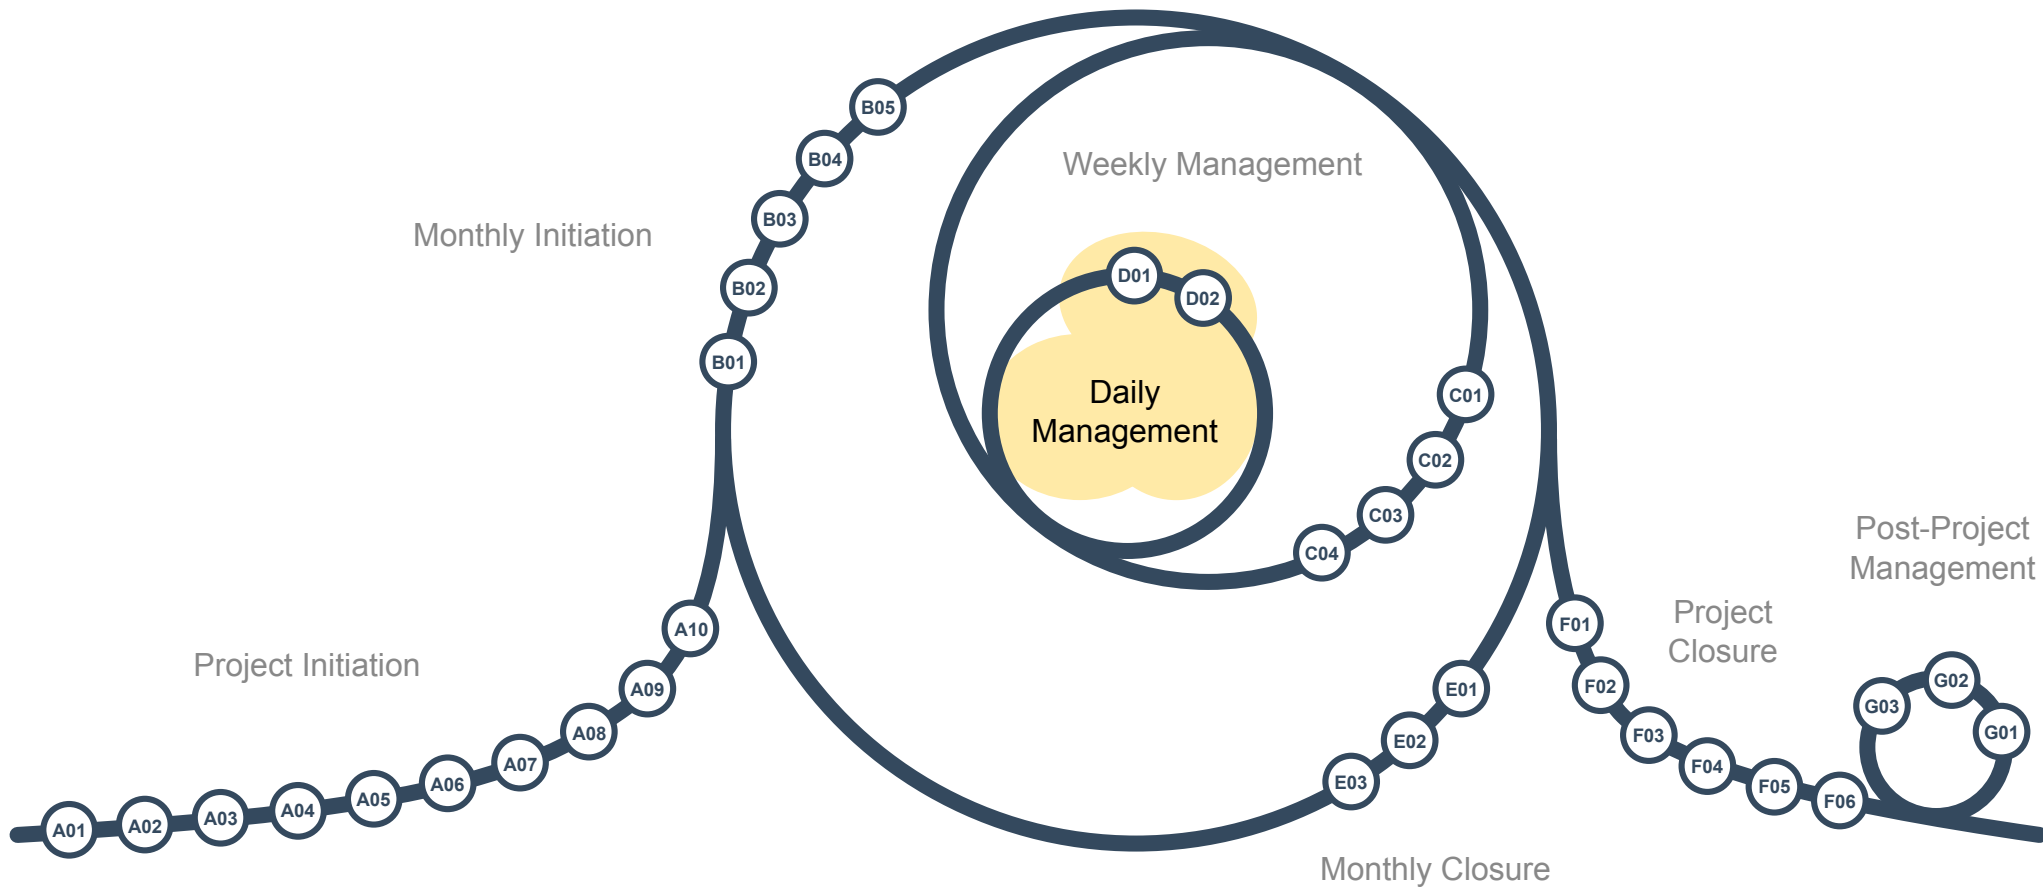 Project Initiation
A01
A02
A03
A04
A05
A06
A07
A08
A09
A10
Monthly Initiation
B01
B02
B03
B04
B05
Weekly Management
C01
C02
C03
C04
Daily
Management
D01
D02
Monthly Closure
E01
E02
E03
Project
Closure
F01
F02
F03
F04
F05
F06
Post-Project
Management
G01
G02
G03